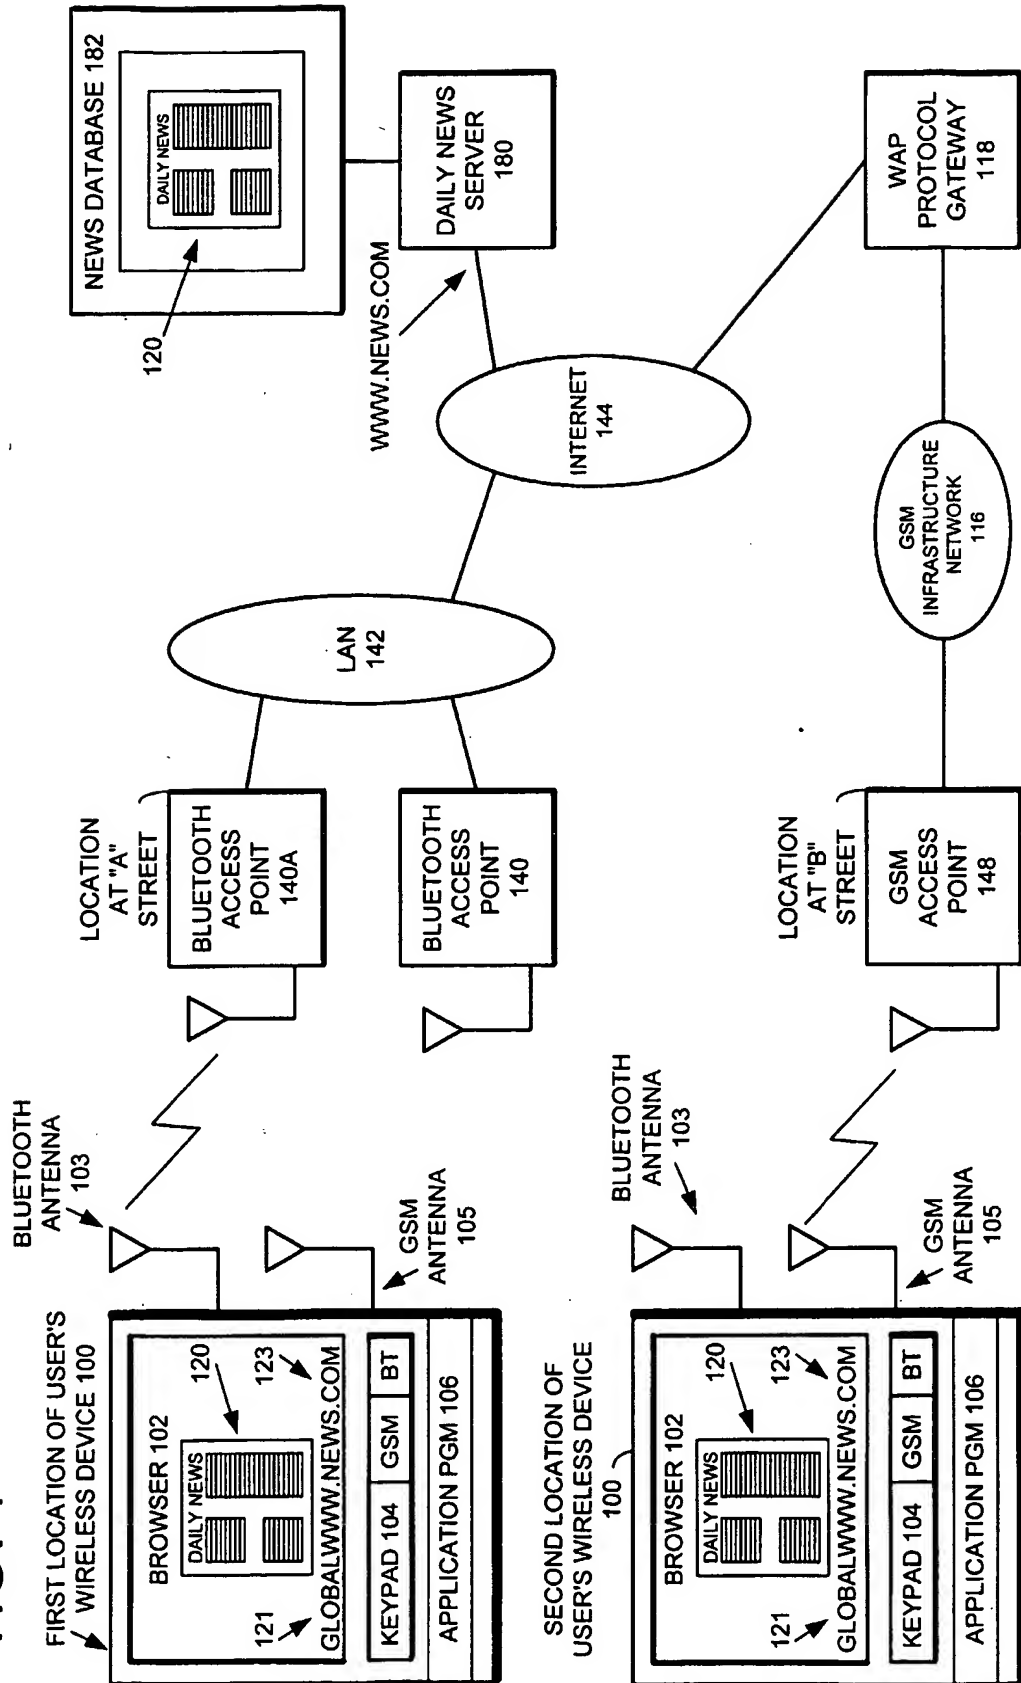 FIRST LOCATION OF USER'S
WIRELESS DEVICE 100
BROWSER 102
DAILY NEWS
120
121
123
GLOBALWWW.NEWS.COM
KEYPAD 104
GSM
BT
APPLICATION PGM 106
BLUETOOTH
ANTENNA
103
GSM
ANTENNA
105
LOCATION
AT "A"
STREET
BLUETOOTH
ACCESS
POINT
140A
BLUETOOTH
ACCESS
POINT
140
LAN
142
INTERNET
144
WWW.NEWS.COM
DAILY NEWS
SERVER
180
NEWS DATABASE 182
DAILY NEWS
120
SECOND LOCATION OF
USER'S WIRELESS DEVICE
100
BROWSER 102
DAILY NEWS
120
121
123
GLOBALWWW.NEWS.COM
KEYPAD 104
GSM
BT
APPLICATION PGM 106
BLUETOOTH
ANTENNA
103
GSM
ANTENNA
105
LOCATION
AT "B"
STREET
GSM
ACCESS
POINT
148
GSM
INFRASTRUCTURE
NETWORK
116
WAP
PROTOCOL
GATEWAY
118